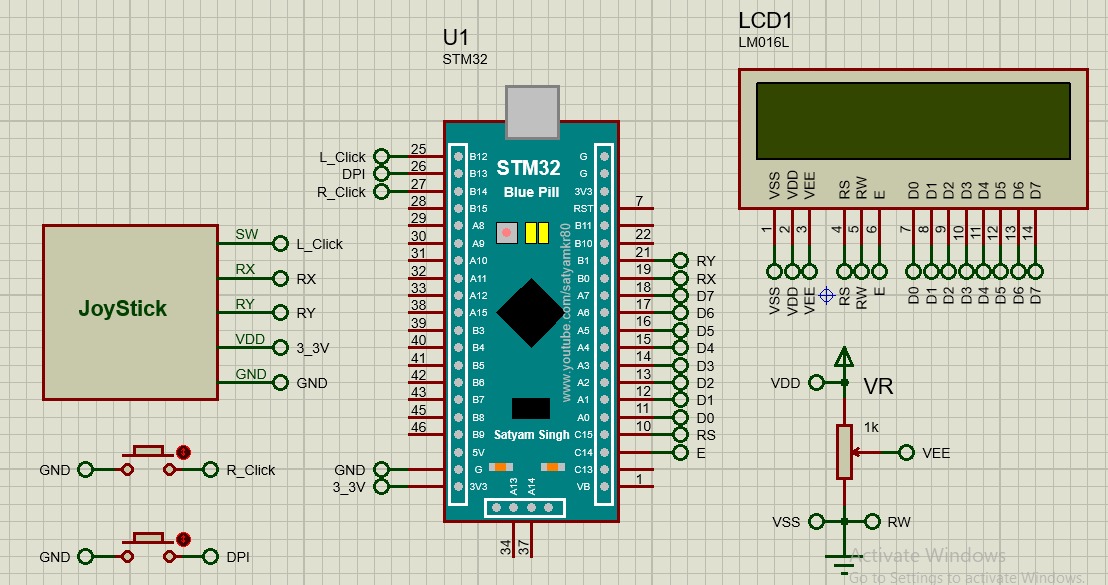 U1
STM32
LCD1
LM016L
VSS VDD VEE RS RW E D0 D1 D2 D3 D4 D5 D6 D7
1 2 3 4 5 6 7 8 9 10 11 12 13 14
VSS VDD VEE RS RW E D0 D1 D2 D3 D4 D5 D6 D7
STM32
Blue Pill
www.youtube.com/satyamkr80
Satyam Singh
L_Click 25 B12
DPI 26 B13
R_Click 27 B14
28 B15
29 A8
30 A9
31 A10
32 A11
33 A12
38 A15
39 B3
40 B4
41 B5
42 B6
43 B7
45 B8
46 B9
5V
GND G
3_3V 3V3
G
G
3V3
RST 7
B11
B10 22
B1 21 RY
B0 19 RX
A7 18 D7
A6 17 D6
A5 16 D5
A4 15 D4
A3 14 D3
A2 13 D2
A1 12 D1
A0 11 D0
C15 10 RS
C14 E
C13
VB 1
A13 A14
34 37
JoyStick
SW L_Click
RX RX
RY RY
VDD 3_3V
GND GND
GND R_Click
GND DPI
VDD VR
1k
VEE
VSS RW
Activate Windows
Go to Settings to activate Windows.